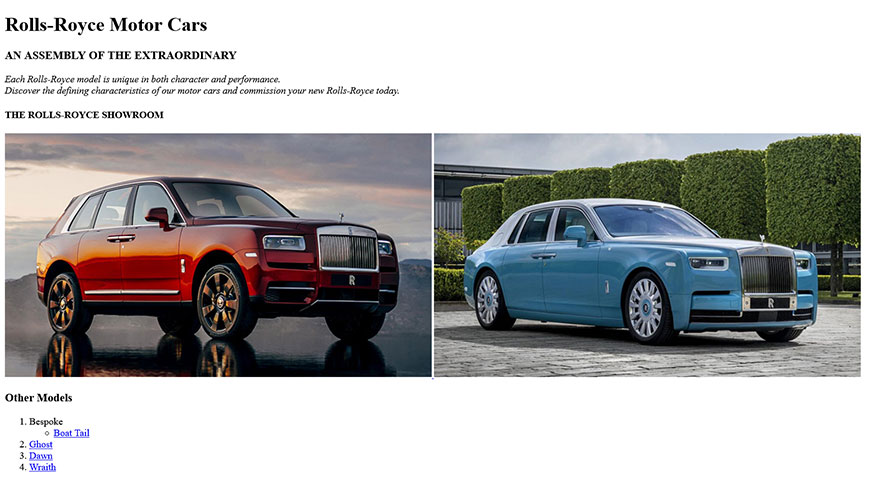 Rolls-Royce Motor Cars
AN ASSEMBLY OF THE EXTRAORDINARY
Each Rolls-Royce model is unique in both character and performance.
Discover the defining characteristics of our motor cars and commission your new Rolls-Royce today.
THE ROLLS-ROYCE SHOWROOM
R
R
Other Models
1. Bespoke
Boat Tail
2. Ghost
3. Dawn
4. Wraith